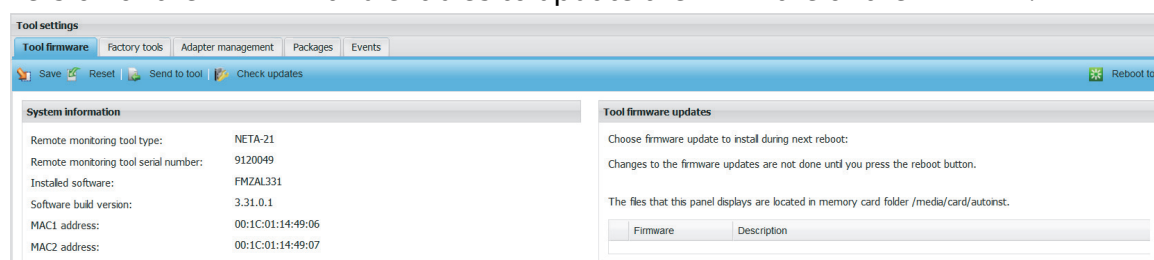 Tool settings
Tool firmware Factory tools Adapter management Packages Events
Save Reset Send to tool Check updates Reboot to
System information
Remote monitoring tool type: NETA-21
Remote monitoring tool serial number: 9120049
Installed software: FMZAL331
Software build version: 3.31.0.1
MAC1 address: 00:1C:01:14:49:06
MAC2 address: 00:1C:01:14:49:07
Tool firmware updates
Choose firmware update to install during next reboot:
Changes to the firmware updates are not done until you press the reboot button.
The files that this panel displays are located in memory card folder /media/card/autoinst.
Firmware Description